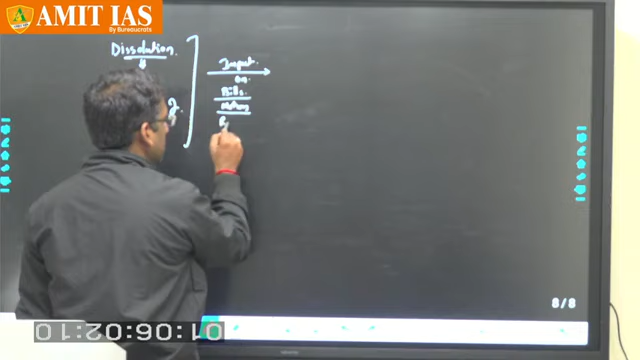 AMIT IAS
By Bureaucrats
Dissolution
Impact
on
Bills
8/8
01:06:02:10